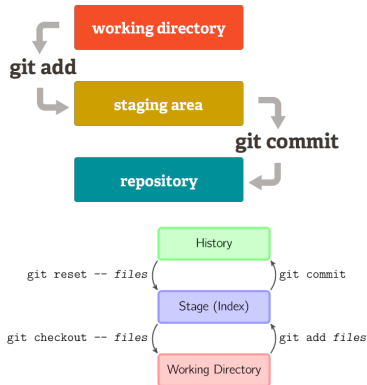 working directory
git add
staging area
git commit
repository
History
git reset -- files
git commit
Stage (Index)
git checkout -- files
git add files
Working Directory